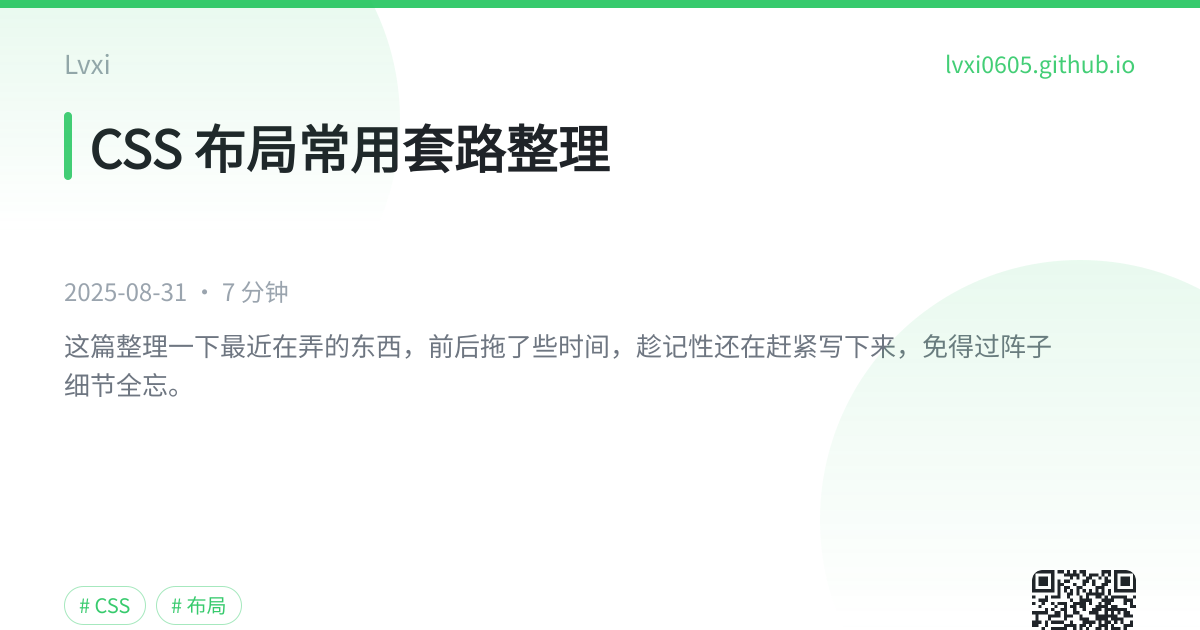 Lvxi
lvxi0605.github.io
CSS 布局常用套路整理
2025-08-31 · 7 分钟
这篇整理一下最近在弄的东西，前后拖了些时间，趁记性还在赶紧写下来，免得过阵子
细节全忘。
# CSS
# 布局